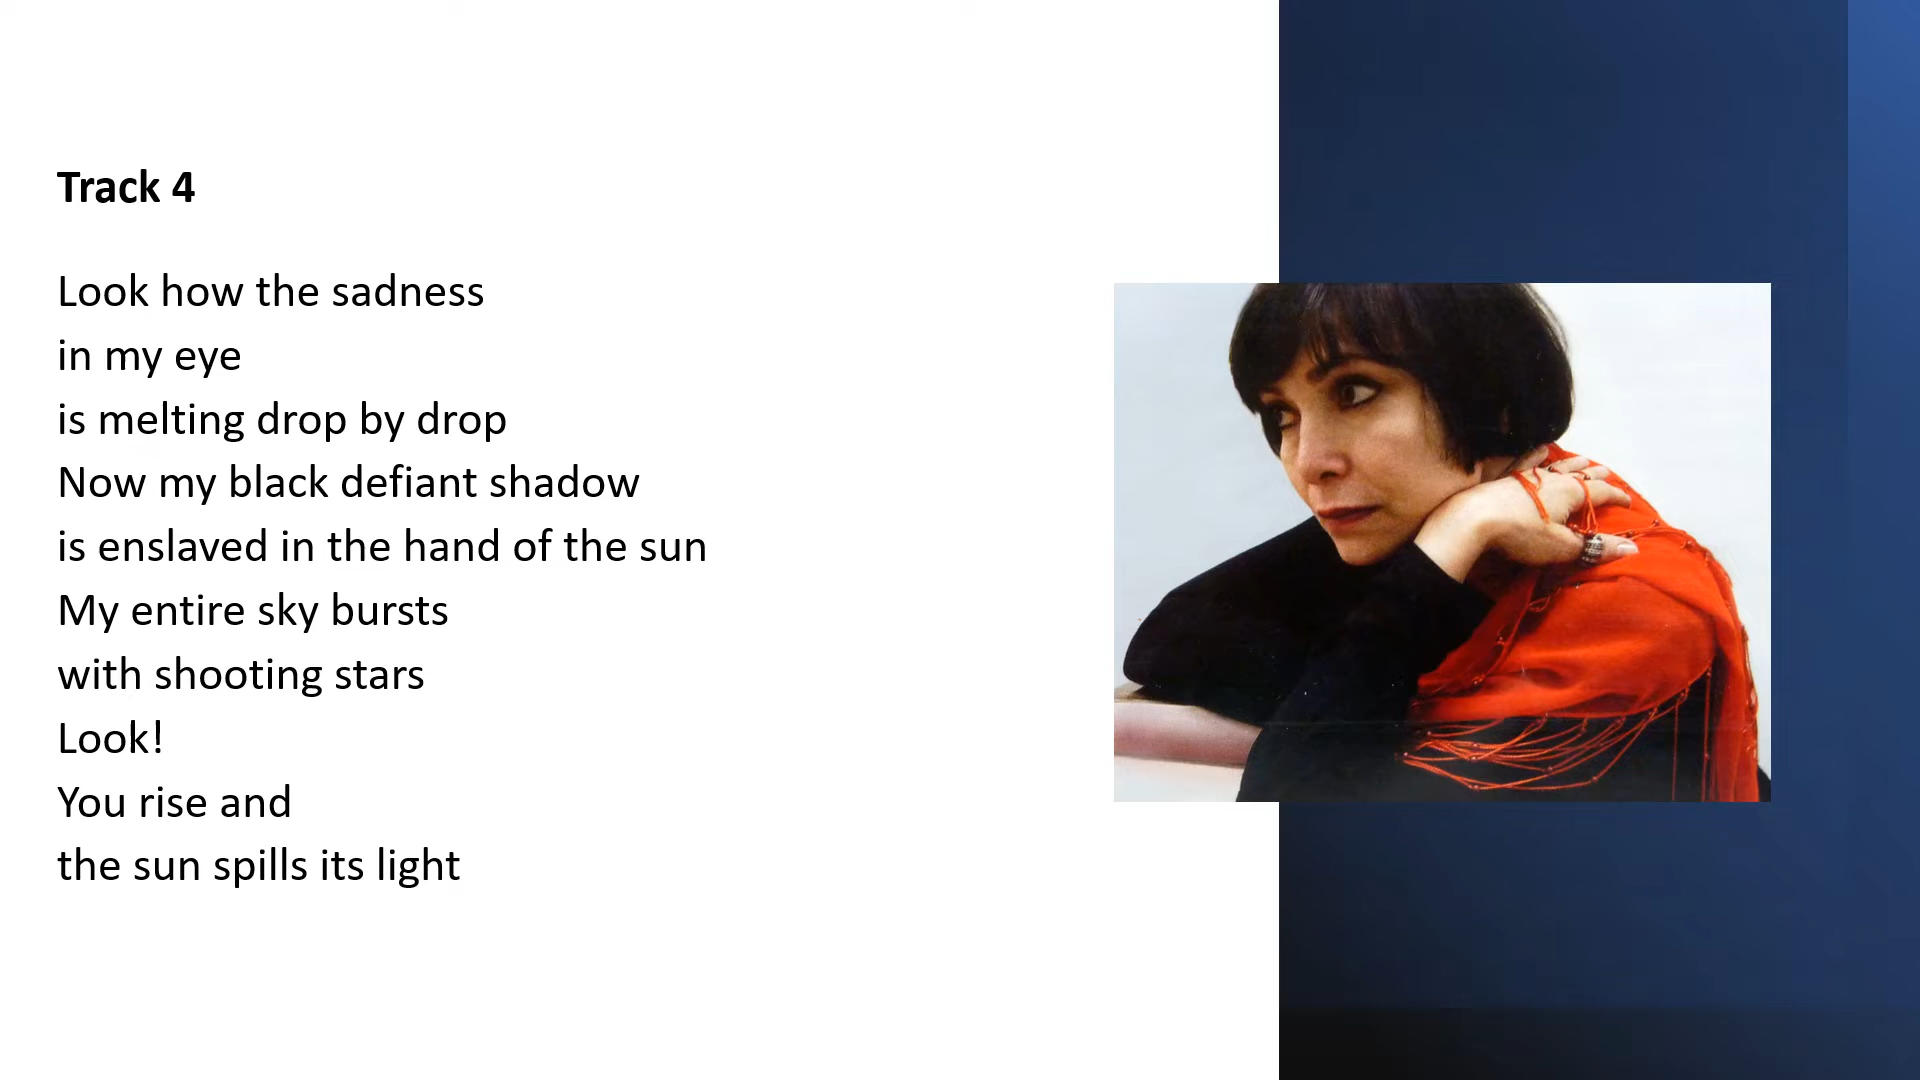 Track 4
Look how the sadness
in my eye
is melting drop by drop
Now my black defiant shadow
is enslaved in the hand of the sun
My entire sky bursts
with shooting stars
Look!
You rise and
the sun spills its light